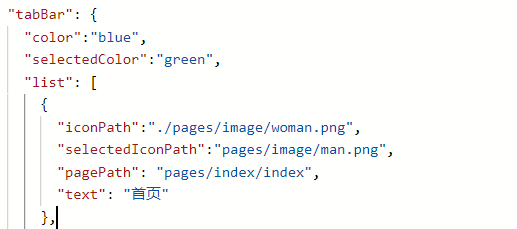 "tabBar": {
"color":"blue",
"selectedColor":"green",
"list": [
{
"iconPath":"./pages/image/woman.png",
"selectedIconPath":"pages/image/man.png",
"pagePath": "pages/index/index",
"text": "首页"
},